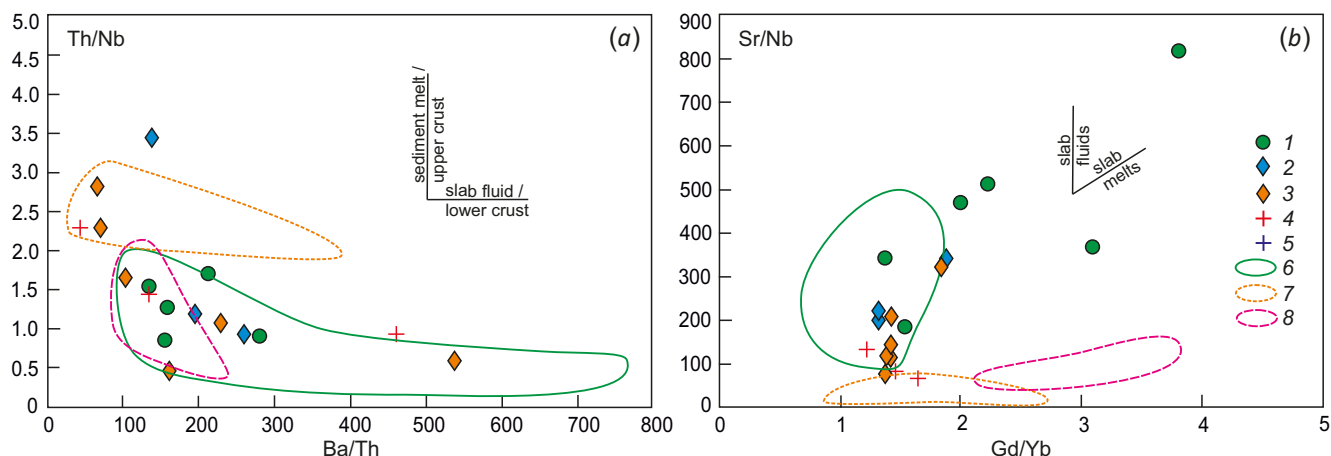 Th/Nb
(a)
5.0
4.5
4.0
3.5
3.0
2.5
2.0
1.5
1.0
0.5
0
sediment melt /
upper crust
slab fluid /
lower crust
100 200 300 400 500 600 700 800
Ba/Th
Sr/Nb
(b)
900
800
700
600
500
400
300
200
100
0
slab
fluids
slab
melts
1
2
3
4
5
6
7
8
1 2 3 4 5
Gd/Yb